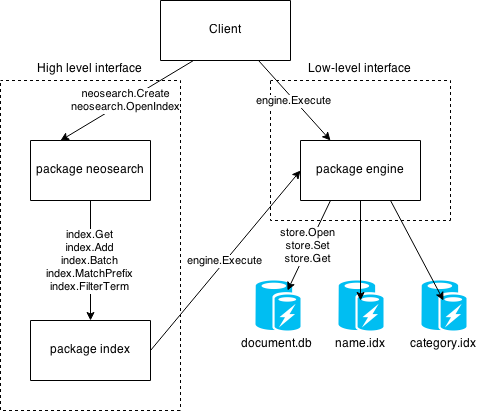 Client
High level interface
Low-level interface
neosearch.Create
neosearch.OpenIndex
engine.Execute
package neosearch
package engine
index.Get
index.Add
index.Batch
index.MatchPrefix
index.FilterTerm
store.Open
store.Set
store.Get
engine.Execute
document.db
name.idx
category.idx
package index